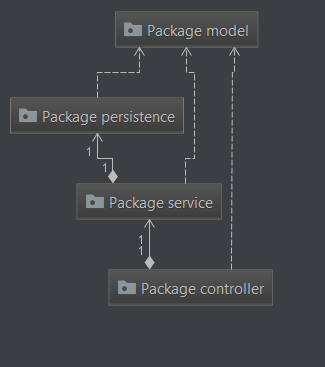 Package model
Package persistence
1
1
Package service
1
1
Package controller